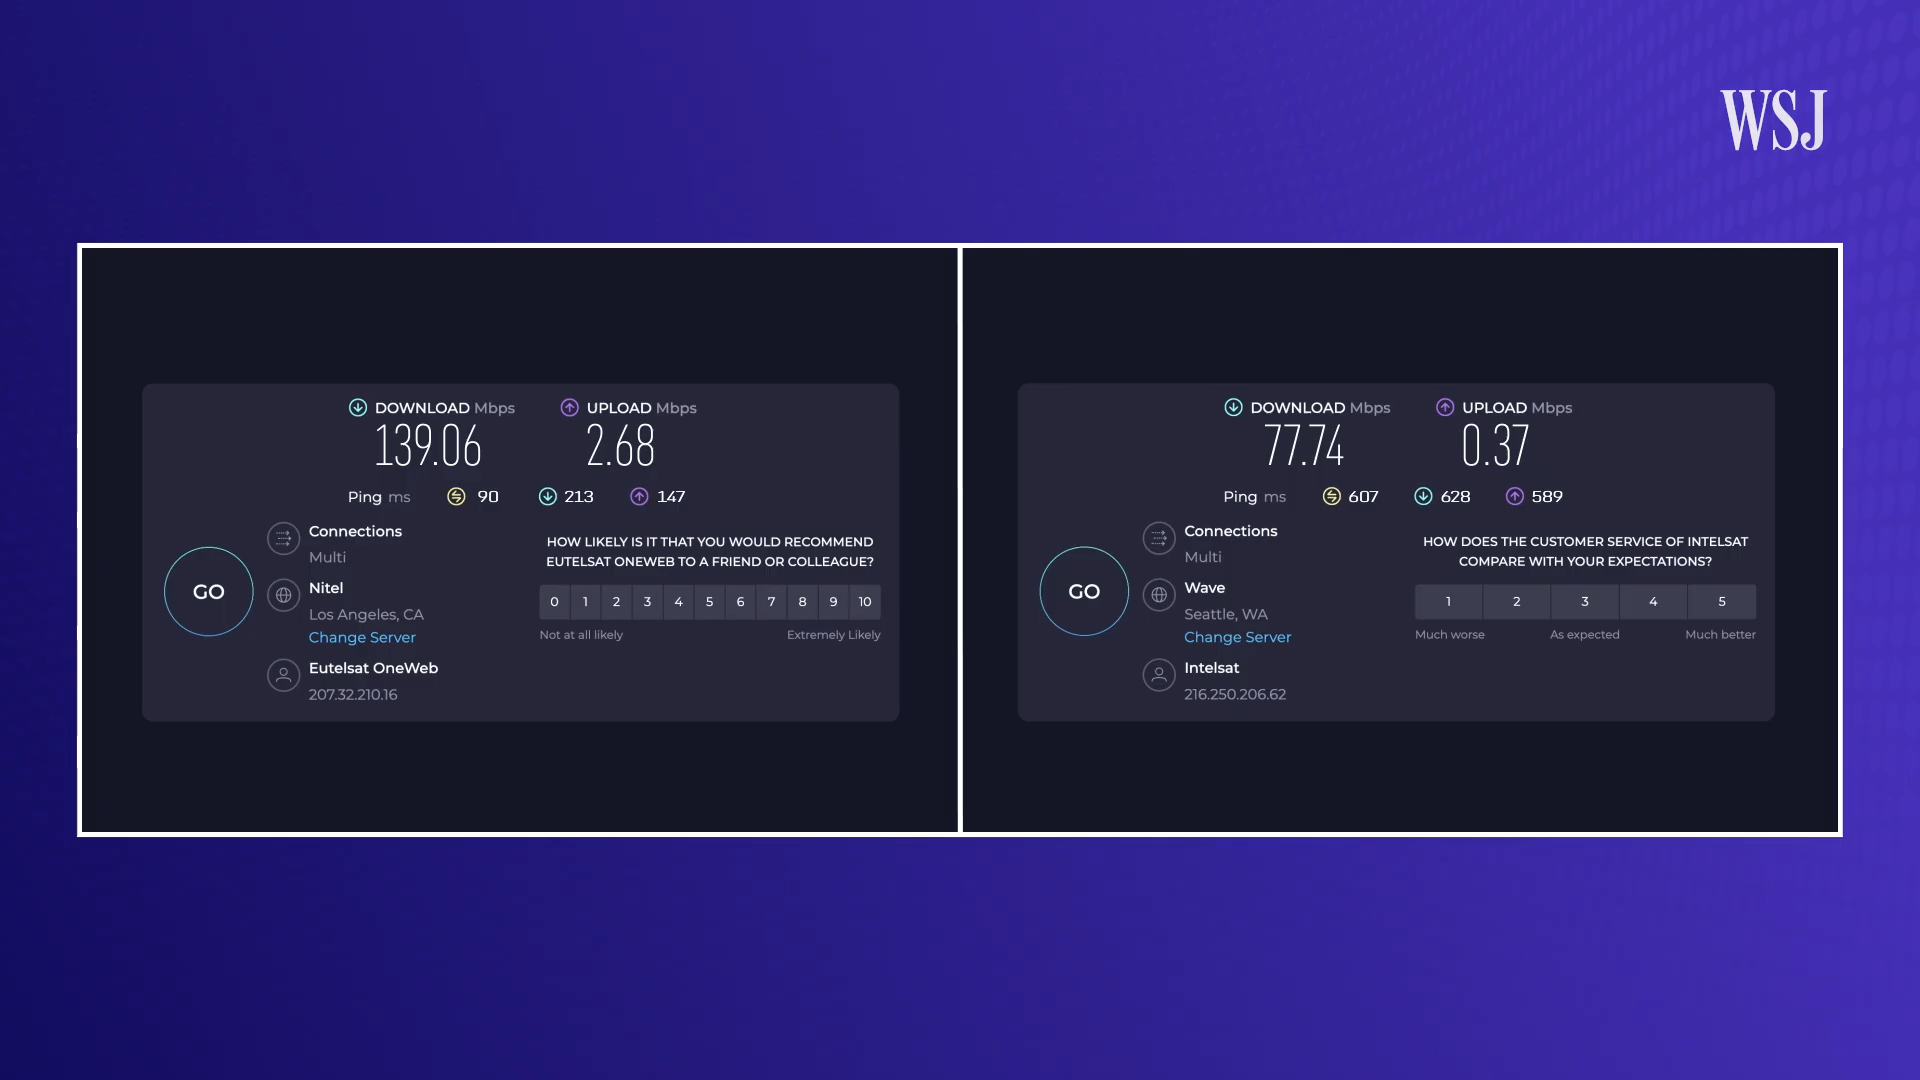 WSJ
DOWNLOAD Mbps UPLOAD Mbps
139.06 2.68
Ping ms 90 213 147
Connections
Multi
Nitel
Los Angeles, CA
Change Server
Eutelsat OneWeb
207.32.210.16
GO
HOW LIKELY IS IT THAT YOU WOULD RECOMMEND
EUTELSAT ONEWEB TO A FRIEND OR COLLEAGUE?
0 1 2 3 4 5 6 7 8 9 10
Not at all likely Extremely Likely
DOWNLOAD Mbps UPLOAD Mbps
77.74 0.37
Ping ms 607 628 589
Connections
Multi
Wave
Seattle, WA
Change Server
Intelsat
216.250.206.62
GO
HOW DOES THE CUSTOMER SERVICE OF INTELSAT
COMPARE WITH YOUR EXPECTATIONS?
1 2 3 4 5
Much worse As expected Much better